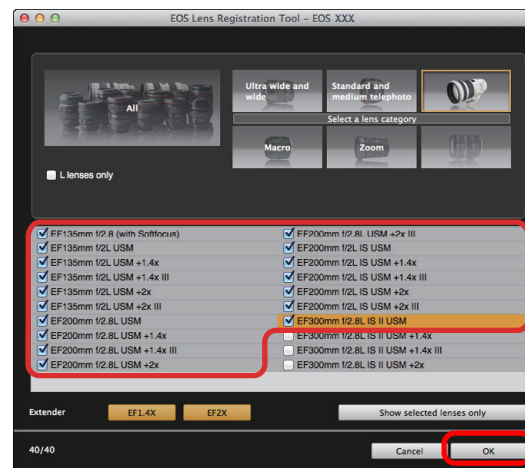 EOS Lens Registration Tool – EOS XXX
All
Ultra wide and
wide
Standard and
medium telephoto
Select a lens category
Macro
Zoom
L lenses only
EF135mm f/2.8 (with Softfocus)
EF135mm f/2L USM
EF135mm f/2L USM +1.4x
EF135mm f/2L USM +1.4x III
EF135mm f/2L USM +2x
EF135mm f/2L USM +2x III
EF200mm f/2.8L USM
EF200mm f/2.8L USM +1.4x
EF200mm f/2.8L USM +1.4x III
EF200mm f/2.8L USM +2x
EF200mm f/2.8L USM +2x III
EF200mm f/2L IS USM
EF200mm f/2L IS USM +1.4x
EF200mm f/2L IS USM +1.4x III
EF200mm f/2L IS USM +2x
EF200mm f/2L IS USM +2x III
EF300mm f/2.8L IS II USM
EF300mm f/2.8L IS II USM +1.4x
EF300mm f/2.8L IS II USM +1.4x III
EF300mm f/2.8L IS II USM +2x
Extender
EF1.4X
EF2X
Show selected lenses only
40/40
Cancel
OK